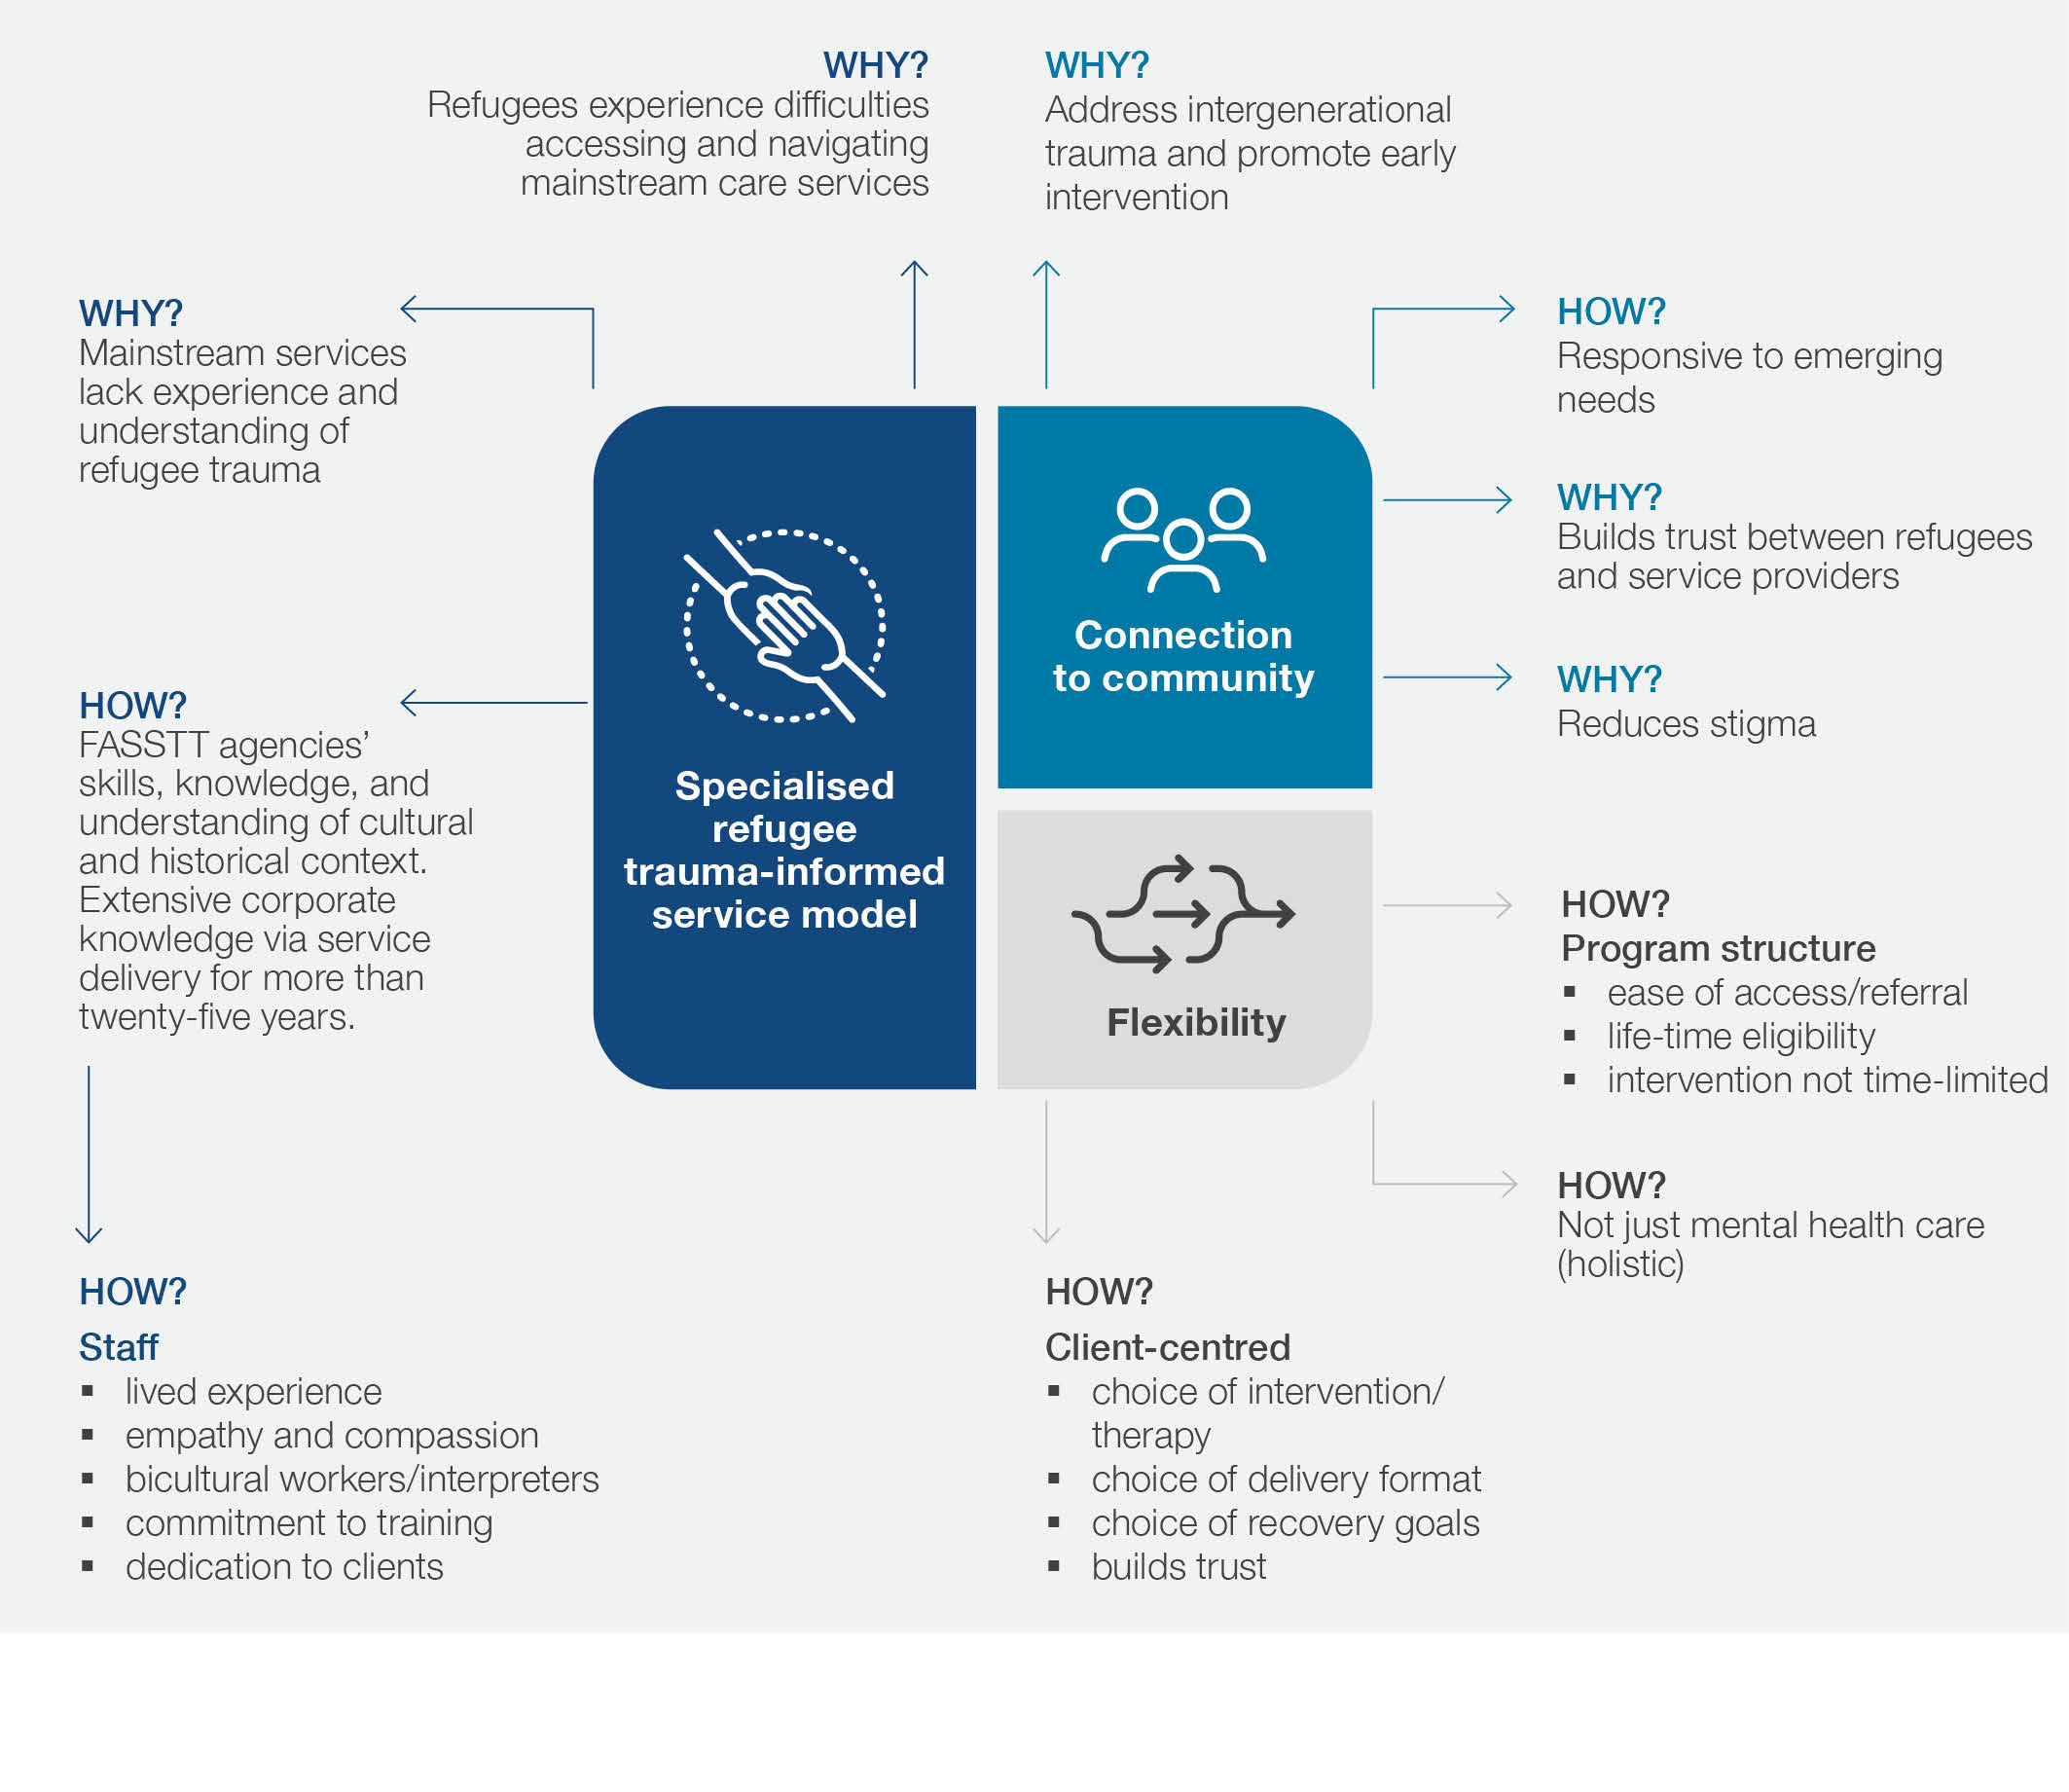 WHY?
Refugees experience difficulties
accessing and navigating
mainstream care services
WHY?
Address intergenerational
trauma and promote early
intervention
WHY?
Mainstream services
lack experience and
understanding of
refugee trauma
HOW?
Responsive to emerging
needs
WHY?
Builds trust between refugees
and service providers
WHY?
Reduces stigma
Connection
to community
HOW?
FASSTT agencies’
skills, knowledge, and
understanding of cultural
and historical context.
Extensive corporate
knowledge via service
delivery for more than
twenty-five years.
Specialised
refugee
trauma-informed
service model
Flexibility
HOW?
Program structure
▪ ease of access/referral
▪ life-time eligibility
▪ intervention not time-limited
HOW?
Not just mental health care
(holistic)
HOW?
Staff
▪ lived experience
▪ empathy and compassion
▪ bicultural workers/interpreters
▪ commitment to training
▪ dedication to clients
HOW?
Client-centred
▪ choice of intervention/
therapy
▪ choice of delivery format
▪ choice of recovery goals
▪ builds trust